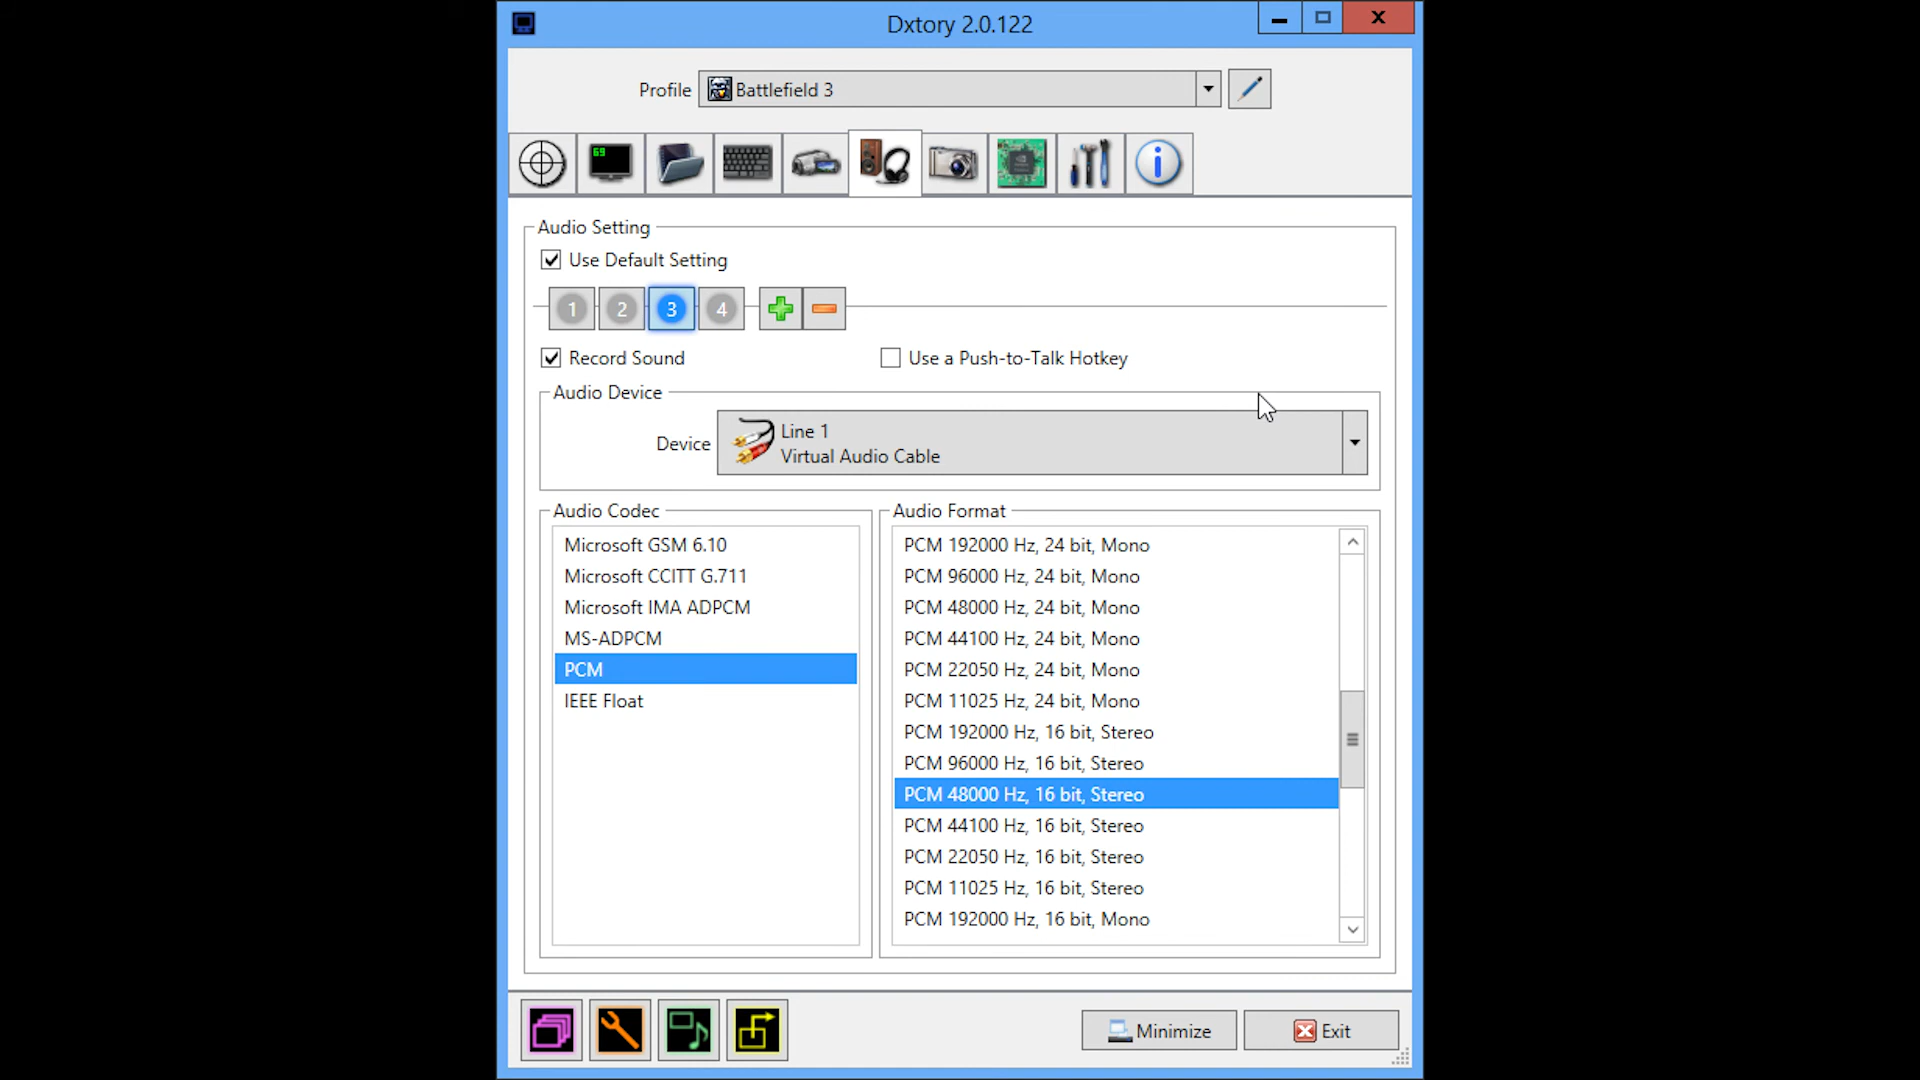 Dxtory 2.0.122
Profile
Battlefield 3
69
Audio Setting
Use Default Setting
1
2
3
4
Record Sound
Use a Push-to-Talk Hotkey
Audio Device
Device
Line 1
Virtual Audio Cable
Audio Codec
Microsoft GSM 6.10
Microsoft CCITT G.711
Microsoft IMA ADPCM
MS-ADPCM
PCM
IEEE Float
Audio Format
PCM 192000 Hz, 24 bit, Mono
PCM 96000 Hz, 24 bit, Mono
PCM 48000 Hz, 24 bit, Mono
PCM 44100 Hz, 24 bit, Mono
PCM 22050 Hz, 24 bit, Mono
PCM 11025 Hz, 24 bit, Mono
PCM 192000 Hz, 16 bit, Stereo
PCM 96000 Hz, 16 bit, Stereo
PCM 48000 Hz, 16 bit, Stereo
PCM 44100 Hz, 16 bit, Stereo
PCM 22050 Hz, 16 bit, Stereo
PCM 11025 Hz, 16 bit, Stereo
PCM 192000 Hz, 16 bit, Mono
Minimize
Exit